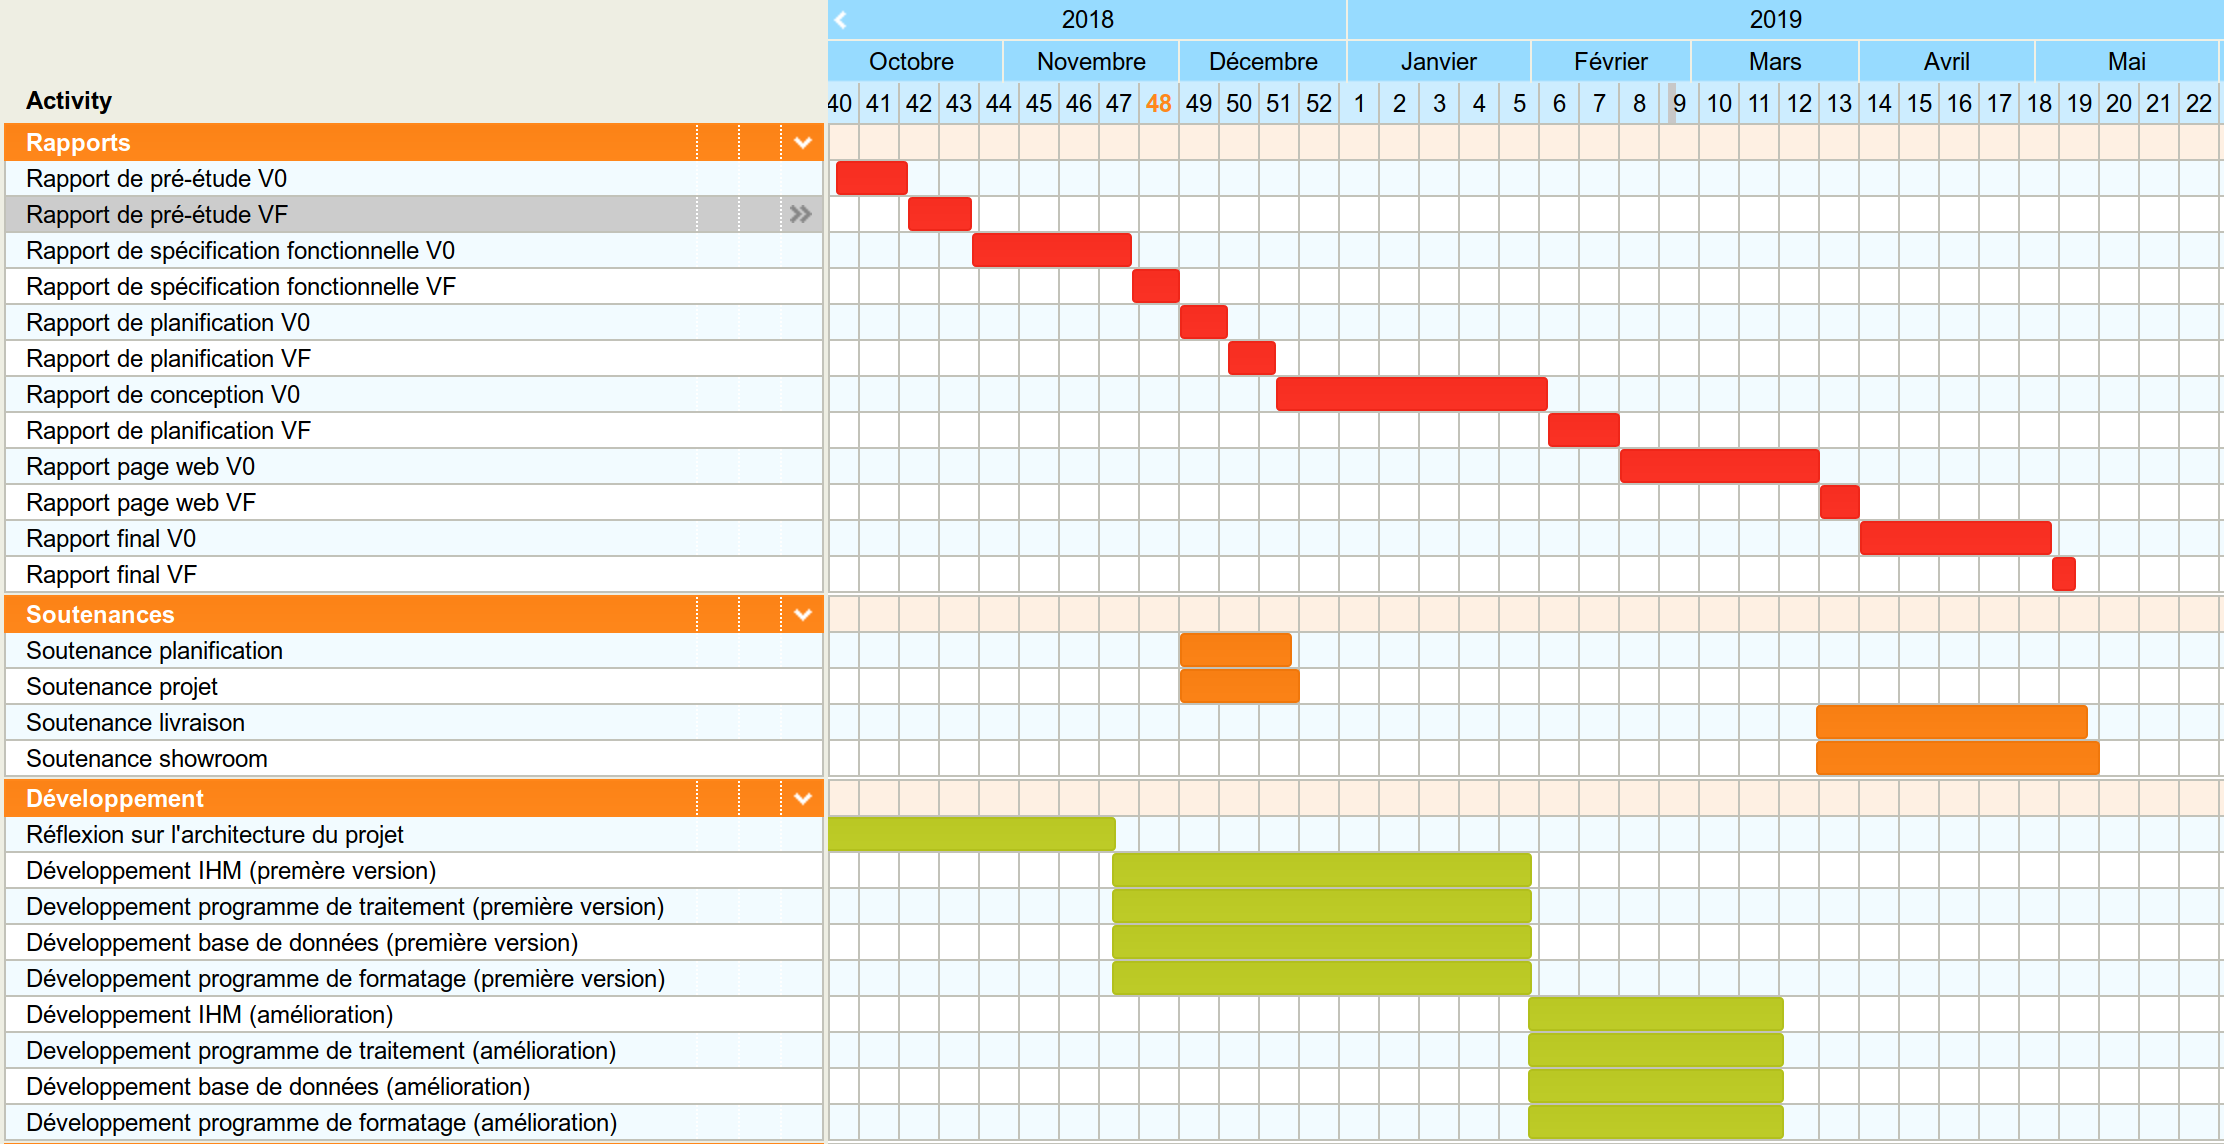 2018 2019
Octobre Novembre Décembre Janvier Février Mars Avril Mai
Activity 40 41 42 43 44 45 46 47 48 49 50 51 52 1 2 3 4 5 6 7 8 9 10 11 12 13 14 15 16 17 18 19 20 21 22
Rapports
Rapport de pré-étude V0
Rapport de pré-étude VF
Rapport de spécification fonctionnelle V0
Rapport de spécification fonctionnelle VF
Rapport de planification V0
Rapport de planification VF
Rapport de conception V0
Rapport de planification VF
Rapport page web V0
Rapport page web VF
Rapport final V0
Rapport final VF
Soutenances
Soutenance planification
Soutenance projet
Soutenance livraison
Soutenance showroom
Développement
Réflexion sur l'architecture du projet
Développement IHM (premère version)
Developpement programme de traitement (première version)
Développement base de données (première version)
Développement programme de formatage (première version)
Développement IHM (amélioration)
Developpement programme de traitement (amélioration)
Développement base de données (amélioration)
Développement programme de formatage (amélioration)